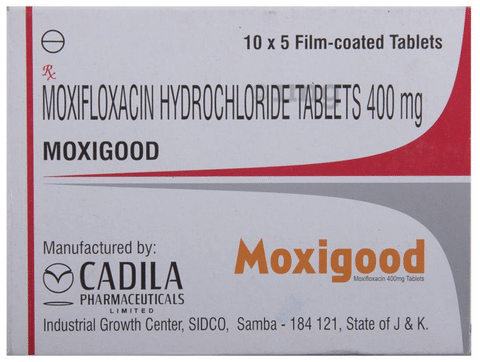 10 x 5 Film-coated Tablets
Rx
MOXIFLOXACIN HYDROCHLORIDE TABLETS 400 mg
MOXIGOOD
Manufactured by:
CADILA
PHARMACEUTICALS
LIMITED
Moxigood
Moxifloxacin 400mg Tablets
Industrial Growth Center, SIDCO, Samba - 184 121, State of J & K.